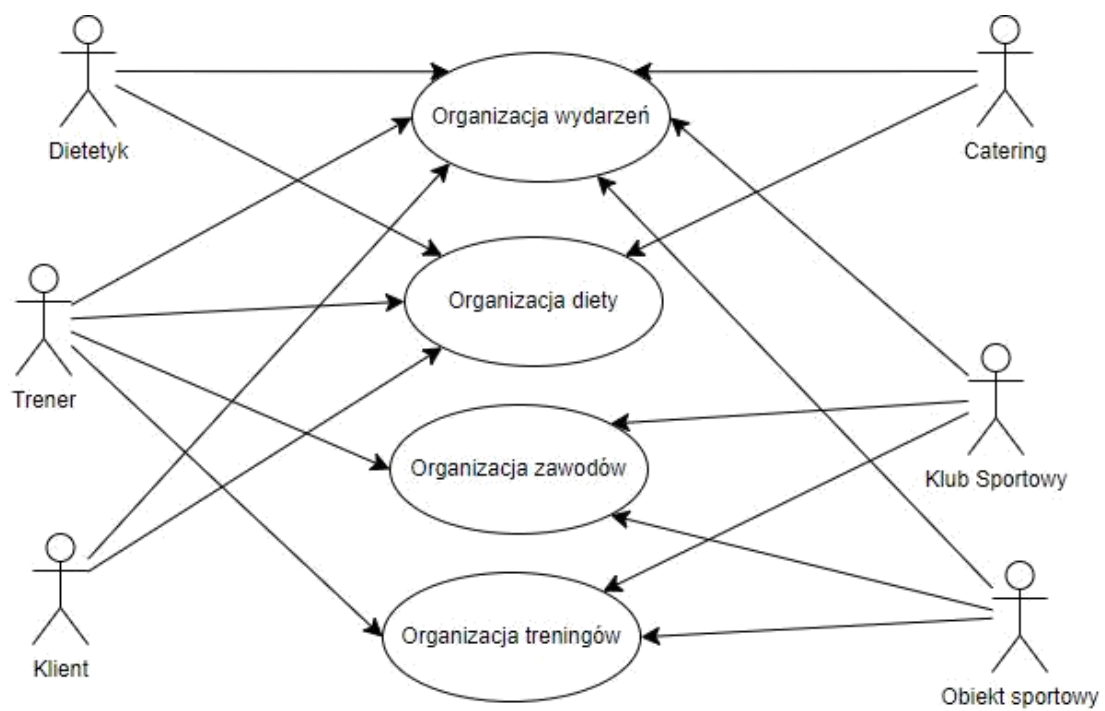 Dietetyk
Organizacja wydarzeń
Catering
Organizacja diety
Trener
Organizacja zawodów
Klub Sportowy
Organizacja treningów
Klient
Obiekt sportowy